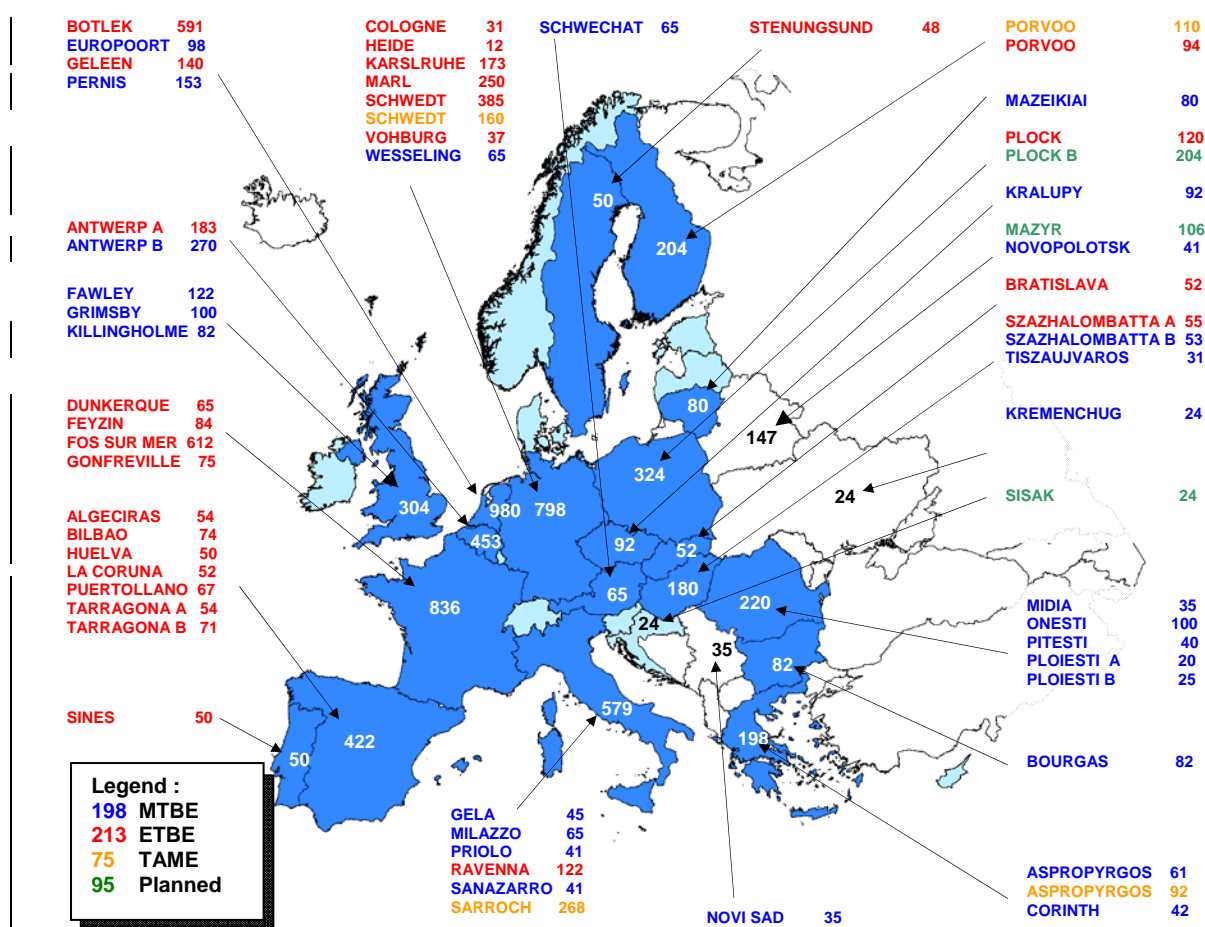 BOTLEK 591
EUROPOORT 98
GELEEN 140
PERNIS 153
COLOGNE 31
HEIDE 12
KARSLRUHE 173
MARL 250
SCHWEDT 385
SCHWEDT 160
VOHBURG 37
WESSELING 65
SCHWECHAT 65
STENUNGSUND 48
PORVOO 110
PORVOO 94
MAZEIKIAI 80
PLOCK 120
PLOCK B 204
KRALUPY 92
MAZYR 106
NOVOPOLOTSK 41
BRATISLAVA 52
SZAZHALOMBATTA A 55
SZAZHALOMBATTA B 53
TISZAUJVAROS 31
KREMENCHUG 24
SISAK 24
ANTWERP A 183
ANTWERP B 270
FAWLEY 122
GRIMSBY 100
KILLINGHOLME 82
DUNKERQUE 65
FEYZIN 84
FOS SUR MER 612
GONFREVILLE 75
ALGECIRAS 54
BILBAO 74
HUELVA 50
LA CORUNA 52
PUERTOLLANO 67
TARRAGONA A 54
TARRAGONA B 71
SINES 50
50
204
80
147
324
24
304
980
798
453
92
52
65
180
220
836
24
35
82
579
198
422
50
MIDIA 35
ONESTI 100
PITESTI 40
PLOIESTI A 20
PLOIESTI B 25
BOURGAS 82
Legend :
198 MTBE
213 ETBE
75 TAME
95 Planned
GELA 45
MILAZZO 65
PRIOLO 41
RAVENNA 122
SANAZARRO 41
SARROCH 268
NOVI SAD 35
ASPROPYRGOS 61
ASPROPYRGOS 92
CORINTH 42